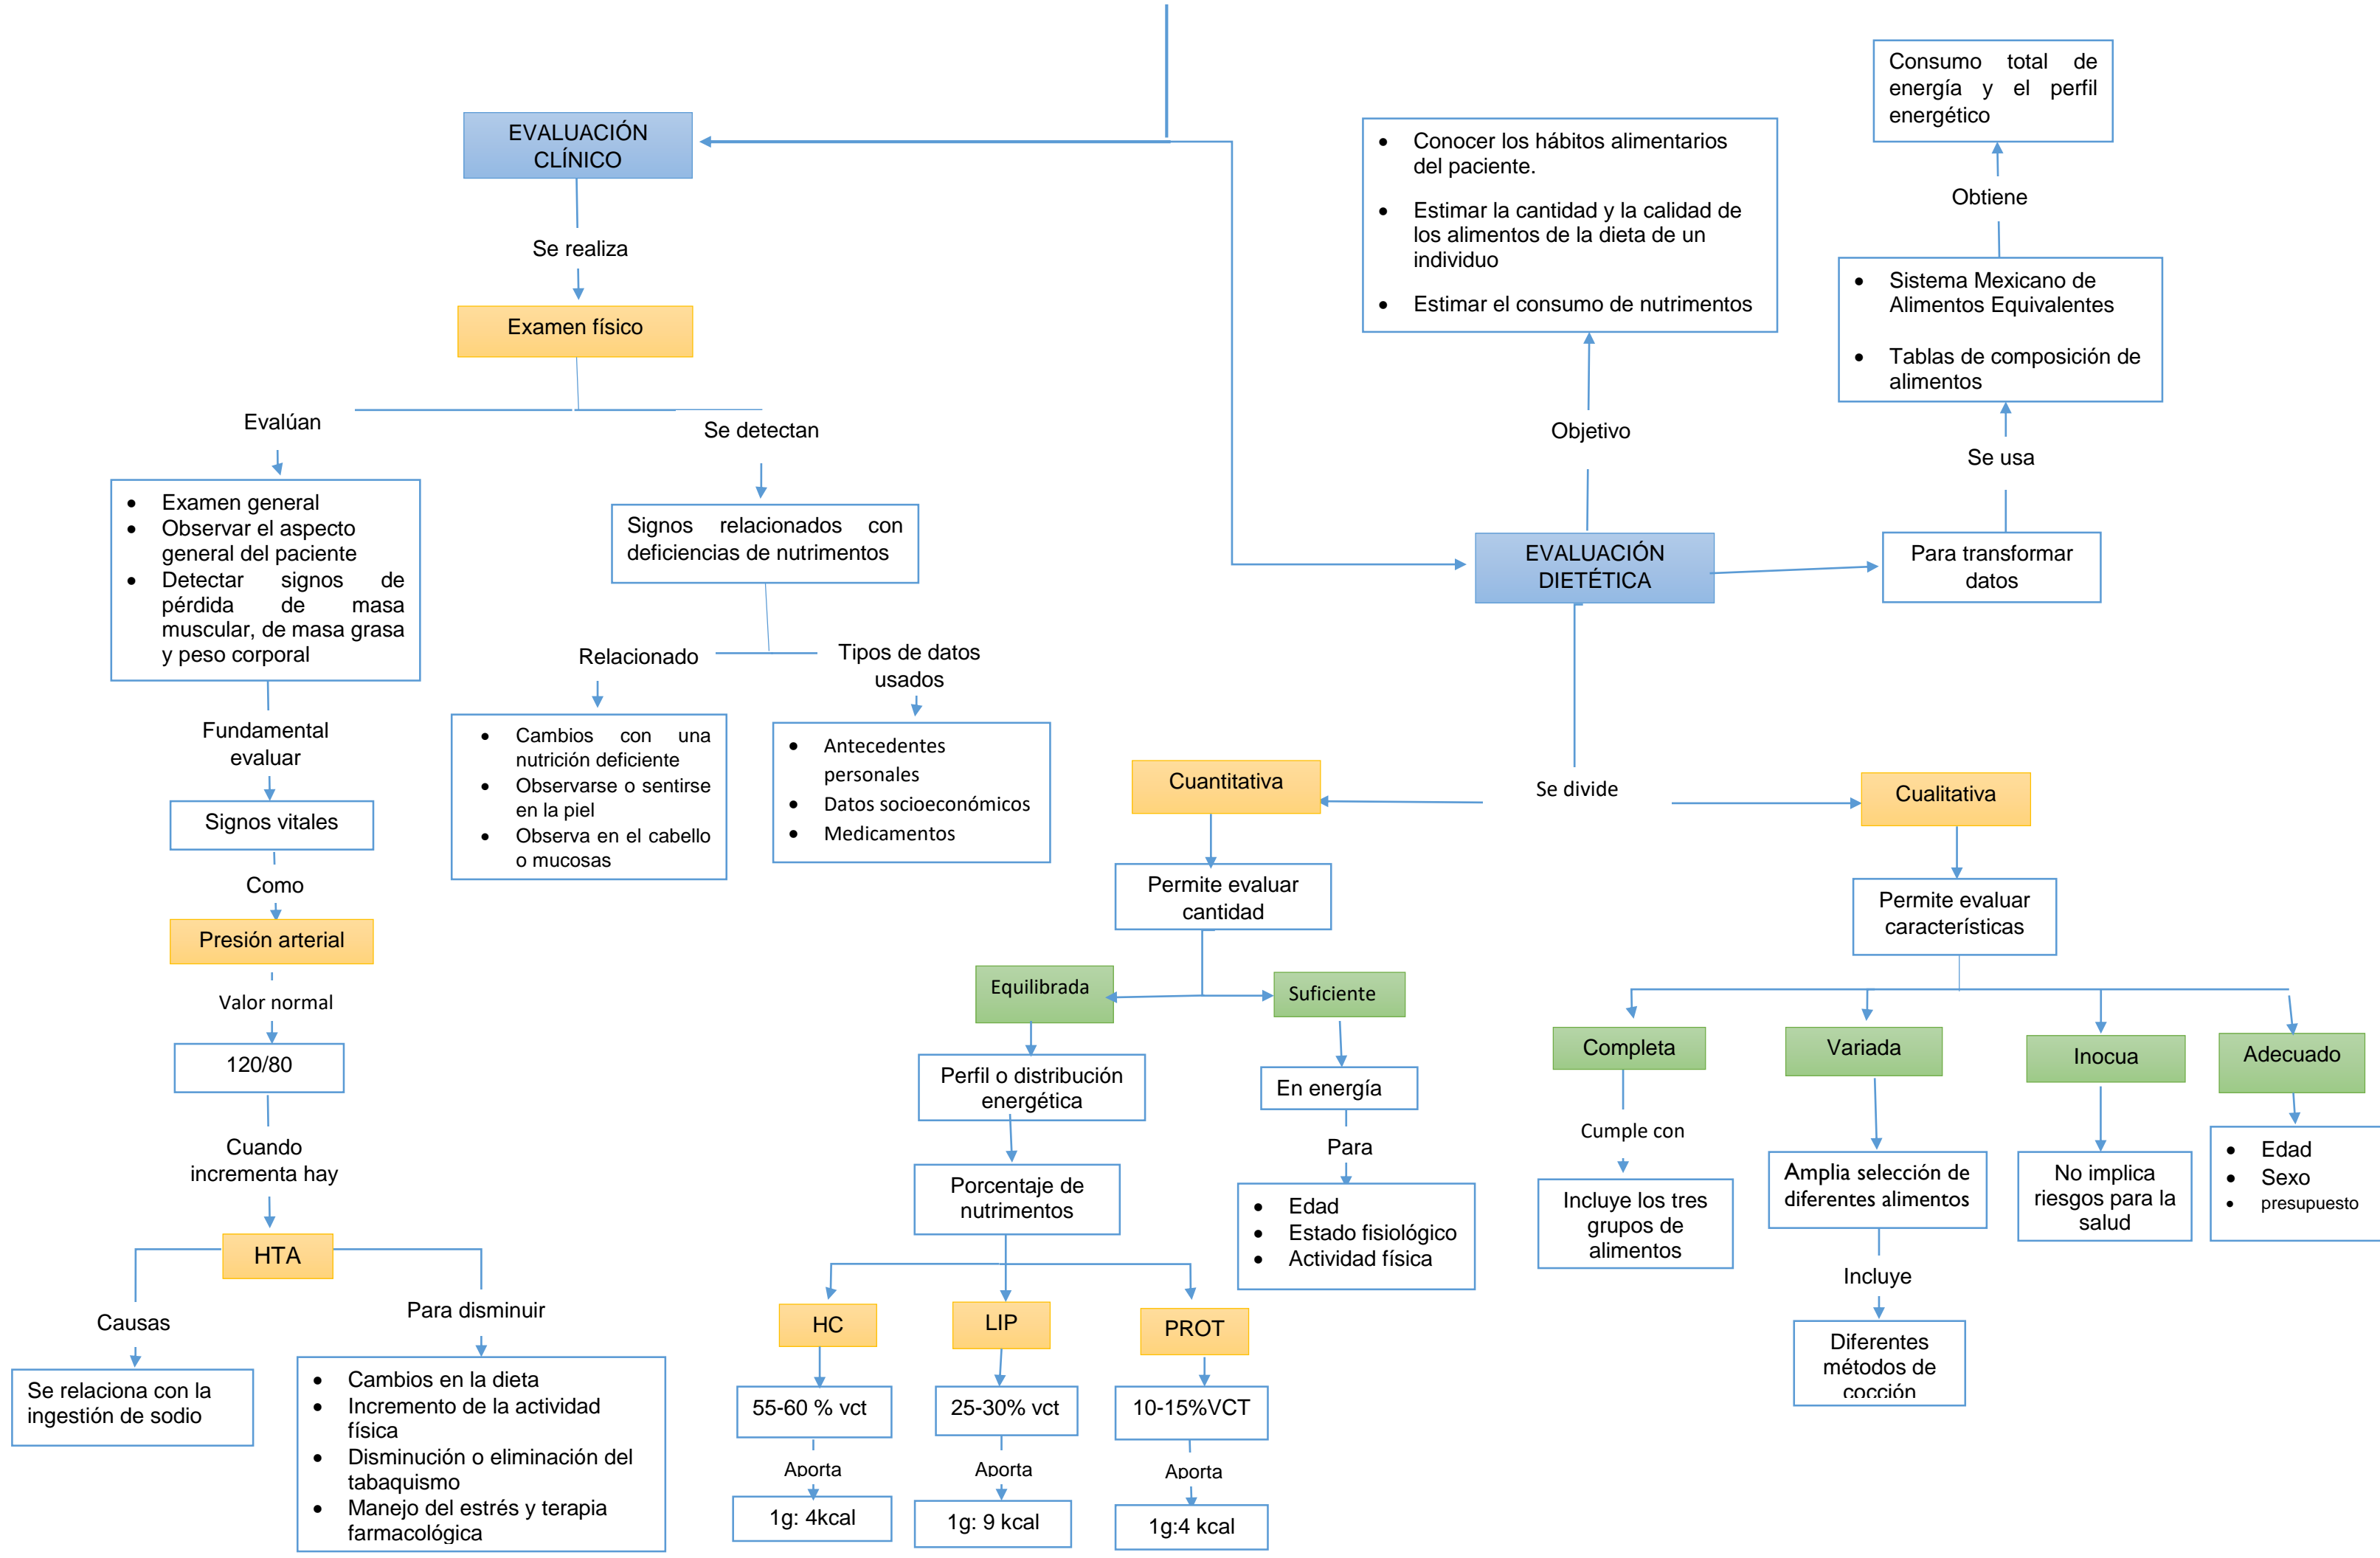 EVALUACIÓN
CLÍNICO
Se realiza
Examen físico
Evalúan
Se detectan
• Examen general
• Observar el aspecto
general del paciente
• Detectar signos de
pérdida de masa
muscular, de masa grasa
y peso corporal
Signos relacionados con
deficiencias de nutrimentos
Relacionado
Tipos de datos
usados
• Cambios con una
nutrición deficiente
• Observarse o sentirse
en la piel
• Observa en el cabello
o mucosas
• Antecedentes
personales
• Datos socioeconómicos
• Medicamentos
Fundamental
evaluar
Signos vitales
Como
Presión arterial
Valor normal
120/80
Cuando
incrementa hay
HTA
Causas
Para disminuir
Se relaciona con la
ingestión de sodio
• Cambios en la dieta
• Incremento de la actividad
física
• Disminución o eliminación del
tabaquismo
• Manejo del estrés y terapia
farmacológica
Consumo total de
energía y el perfil
energético
Obtiene
• Sistema Mexicano de
Alimentos Equivalentes
• Tablas de composición de
alimentos
Se usa
Para transformar
datos
• Conocer los hábitos alimentarios
del paciente.
• Estimar la cantidad y la calidad de
los alimentos de la dieta de un
individuo
• Estimar el consumo de nutrimentos
Objetivo
EVALUACIÓN
DIETÉTICA
Se divide
Cuantitativa
Cualitativa
Permite evaluar
cantidad
Equilibrada
Suficiente
Perfil o distribución
energética
En energía
Para
Porcentaje de
nutrimentos
• Edad
• Estado fisiológico
• Actividad física
HC
LIP
PROT
55-60 % vct
25-30% vct
10-15%VCT
Aporta
Aporta
Aporta
1g: 4kcal
1g: 9 kcal
1g:4 kcal
Permite evaluar
características
Completa
Variada
Inocua
Adecuado
Cumple con
Incluye los tres
grupos de
alimentos
Amplia selección de
diferentes alimentos
Incluye
Diferentes
métodos de
cocción
No implica
riesgos para la
salud
• Edad
• Sexo
• presupuesto